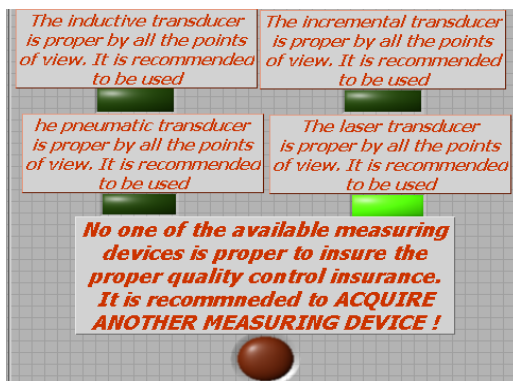 The inductive transducer
is proper by all the points
of view. It is recommended
to be used
The incremental transducer
is proper by all the points
of view. It is recommended
to be used
he pneumatic transducer
is proper by all the points
of view. It is recommended
to be used
The laser transducer
is proper by all the points
of view. It is recommended
to be used
No one of the available measuring
devices is proper to insure the
proper quality control insurance.
It is recommneded to ACQUIRE
ANOTHER MEASURING DEVICE !